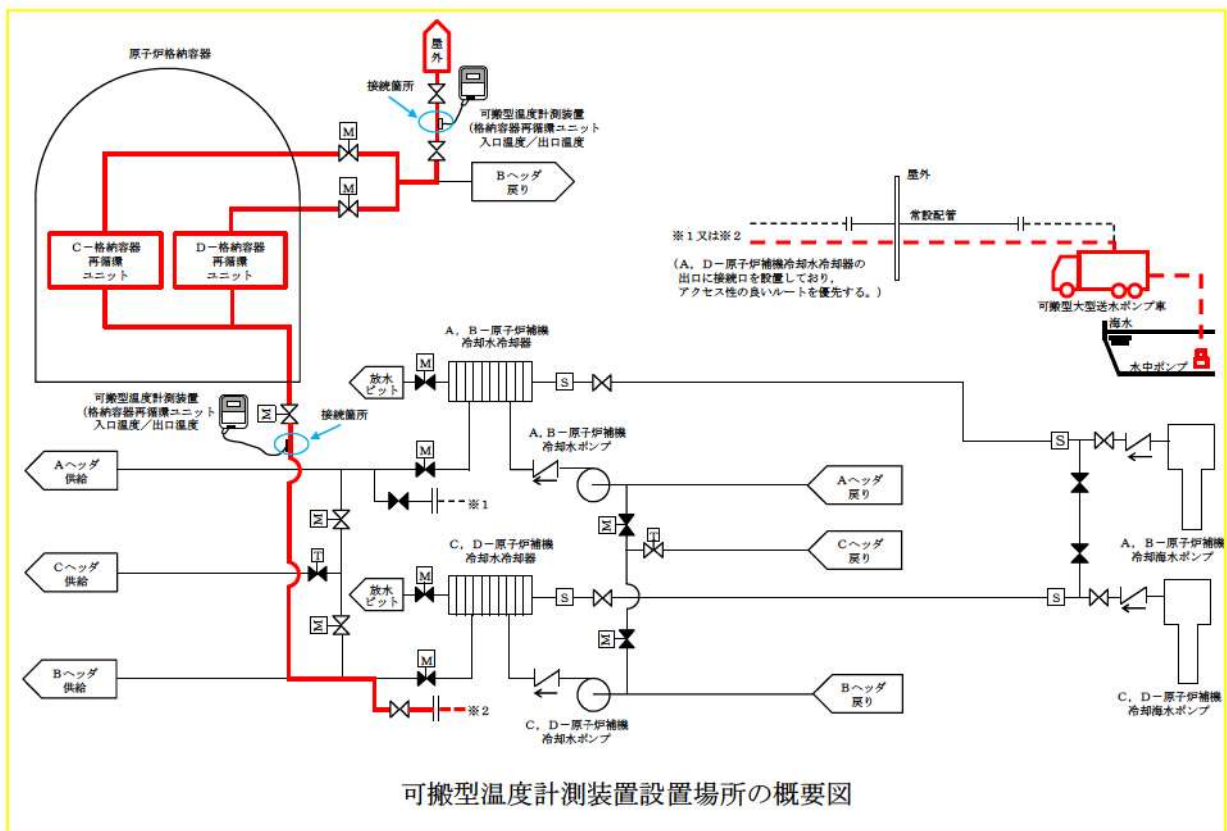 原子炉格納容器
屋
外
接続箇所
可搬型温度計測装置
(格納容器再循環ユニット
入口温度/出口温度
M
M
Bヘッダ
戻り
C-格納容器
再循環
ユニット
D-格納容器
再循環
ユニット
屋外
常設配管
※1又は※2
(A,D-原子炉補機冷却水冷却器の
出口に接続口を設置しており,
アクセス性の良いルートを優先する。)
可搬型大型送水ポンプ車
海水
水中ポンプ
A,B-原子炉補機
冷却水冷却器
M
放水
ピット
S
可搬型温度計測装置
(格納容器再循環ユニット
入口温度/出口温度
M
接続箇所
M
A,B-原子炉補機
冷却水ポンプ
S
Aヘッダ
供給
※1
Aヘッダ
戻り
M
M
T
Cヘッダ
戻り
A,B-原子炉補機
冷却海水ポンプ
C,D-原子炉補機
冷却水冷却器
T
Cヘッダ
供給
M
放水
ピット
S
S
M
M
Bヘッダ
供給
M
※2
C,D-原子炉補機
冷却水ポンプ
Bヘッダ
戻り
C,D-原子炉補機
冷却海水ポンプ
可搬型温度計測装置設置場所の概要図